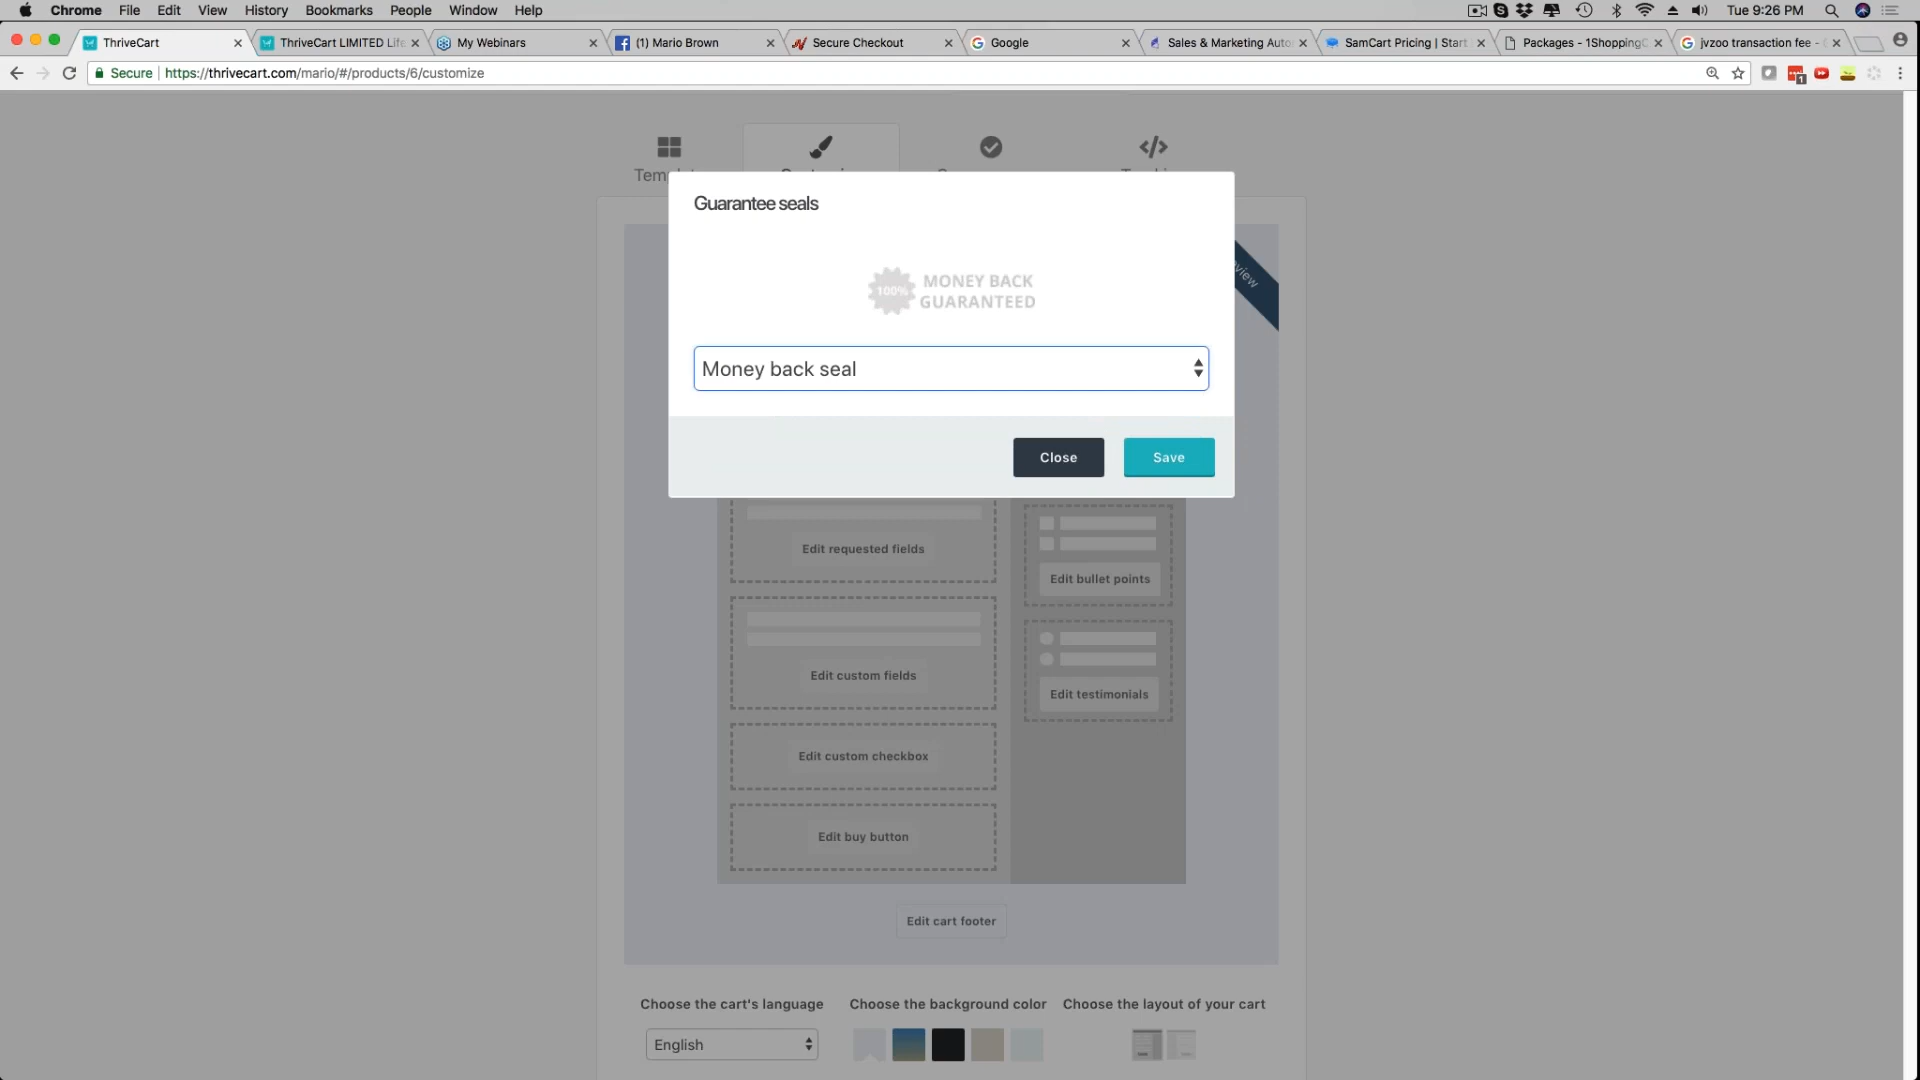 Chrome File Edit View History Bookmarks People Window Help Tue 9:26 PM
ThriveCart ThriveCart LIMITED Life My Webinars (1) Mario Brown Secure Checkout Google Sales & Marketing Auto SamCart Pricing | Start 1 Packages - 1ShoppingC jvzoo transaction fee -
Secure https://thrivecart.com/mario/#/products/6/customize
Guarantee seals
100% MONEY BACK
GUARANTEED
Money back seal
Close Save
Edit requested fields
Edit bullet points
Edit custom fields
Edit testimonials
Edit custom checkbox
Edit buy button
Edit cart footer
Choose the cart's language Choose the background color Choose the layout of your cart
English